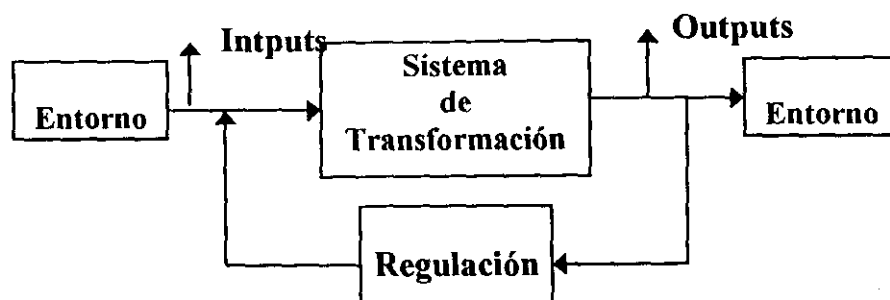 Intputs
Outputs
Entorno
Sistema
de
Transformación
Entorno
Regulación